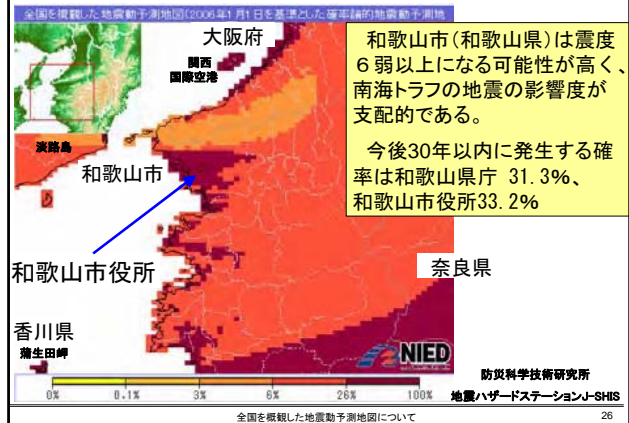 全国を概観した地震動予測地図(2006年1月1日を基準とした確率論的地震動予測地
大阪府
関西
国際空港
淡路島
和歌山市
和歌山市役所
香川県
蒲生田岬
奈良県
和歌山市(和歌山県)は震度
6弱以上になる可能性が高く、
南海トラフの地震の影響度が
支配的である。
今後30年以内に発生する確
率は和歌山県庁 31.3%、
和歌山市役所33.2%
NIED
0% 0.1% 3% 6% 26% 100%
防災科学技術研究所
地震ハザードステーションJ-SHIS
全国を概観した地震動予測地図について
26